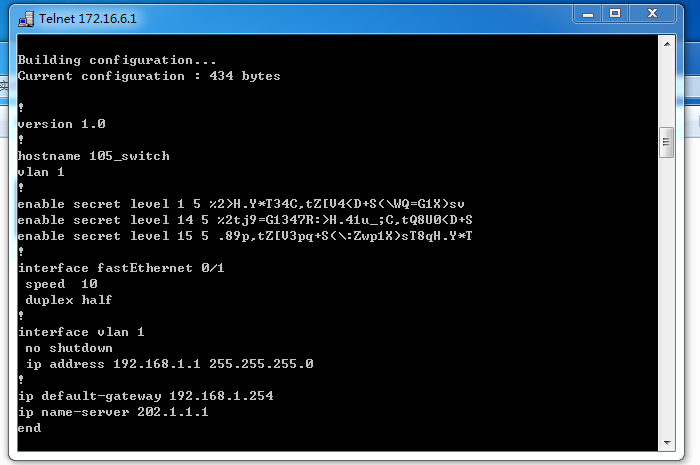 Telnet 172.16.6.1
Building configuration...
Current configuration : 434 bytes
!
version 1.0
!
hostname 105_switch
vlan 1
!
enable secret level 1 5 %2>H.Y*T34C,tZ[V4<D+S(\WQ=G1X)sv
enable secret level 14 5 %2tj9=G1347R:>H.41u_;C,tQ8U0<D+S
enable secret level 15 5 .89p,tZ[V3pq+S(\:Zwp1X)sT8qH.Y*T
!
interface fastEthernet 0/1
 speed  10
 duplex half
!
interface vlan 1
 no shutdown
 ip address 192.168.1.1 255.255.255.0
!
ip default-gateway 192.168.1.254
ip name-server 202.1.1.1
end